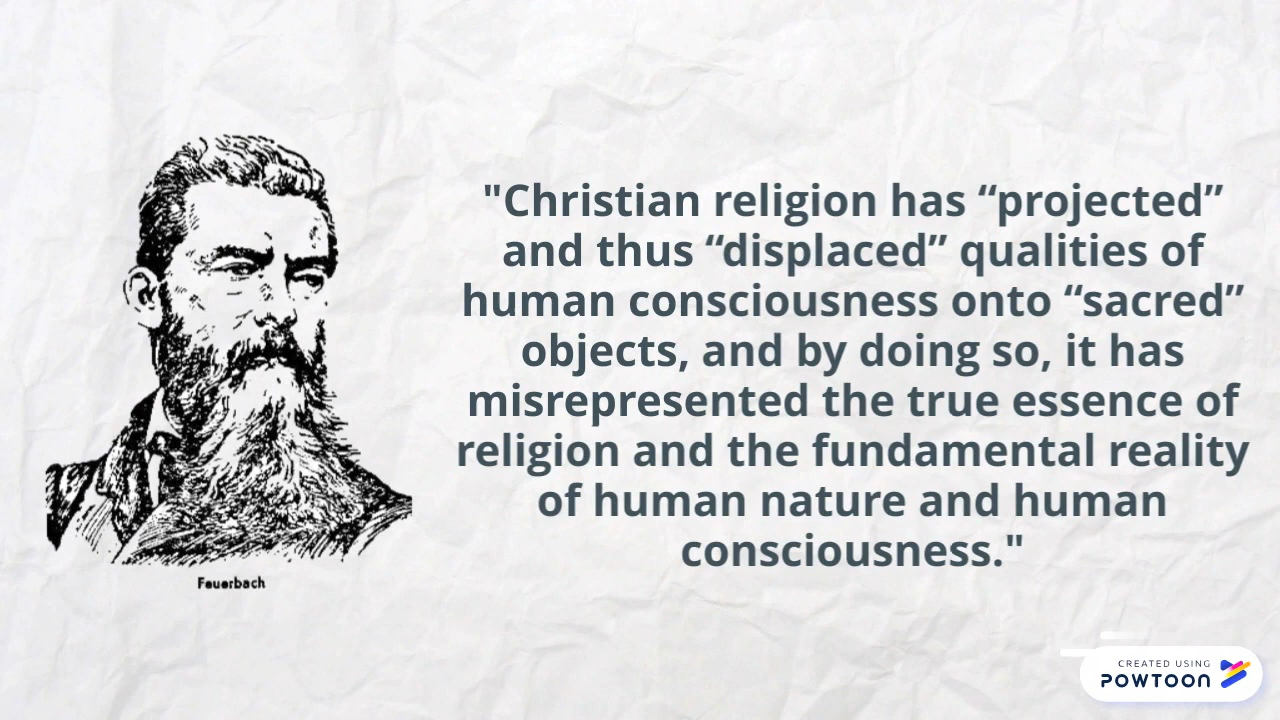 "Christian religion has “projected”
and thus “displaced” qualities of
human consciousness onto “sacred”
objects, and by doing so, it has
misrepresented the true essence of
religion and the fundamental reality
of human nature and human
consciousness."
Feuerbach
CREATED USING
POWTOON